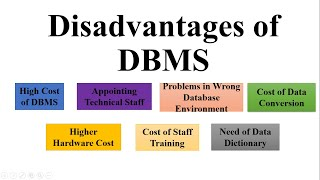 Disadvantages of
DBMS
High Cost
of DBMS
Appointing
Technical Staff
Problems in Wrong
Database
Environment
Cost of Data
Conversion
Higher
Hardware Cost
Cost of Staff
Training
Need of Data
Dictionary